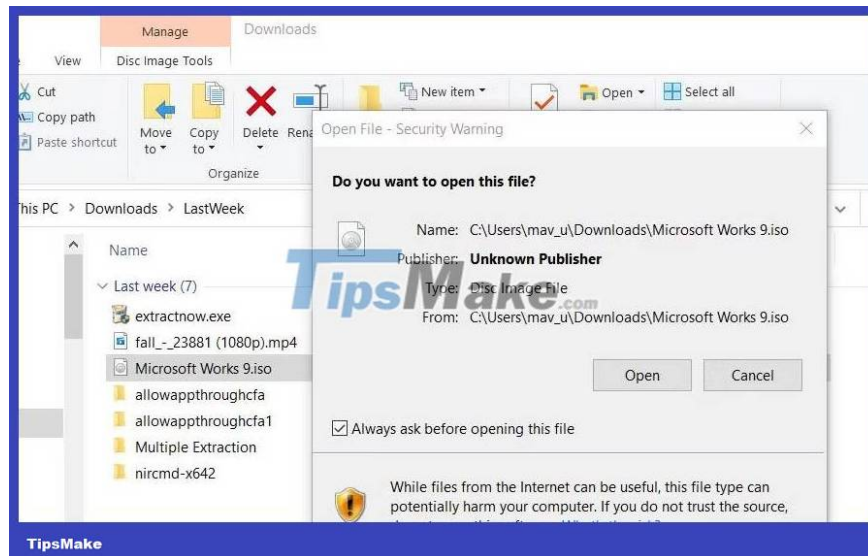 Manage
Downloads
View
Disc Image Tools
Cut
Copy path
Paste shortcut
Move to
Copy to
Delete
New item
Open
Select all
Organize
This PC > Downloads > LastWeek
Name
Last week (7)
extractnow.exe
fall_-_23881 (1080p).mp4
Microsoft Works 9.iso
allowappthroughcfa
allowappthroughcfa1
Multiple Extraction
nircmd-x642
Open File - Security Warning
Do you want to open this file?
Name: C:\Users\mav_u\Downloads\Microsoft Works 9.iso
Publisher: Unknown Publisher
Type: Disc Image File
From: C:\Users\mav_u\Downloads\Microsoft Works 9.iso
Open
Cancel
Always ask before opening this file
While files from the Internet can be useful, this file type can
potentially harm your computer. If you do not trust the source,
TipsMake.com
TipsMake